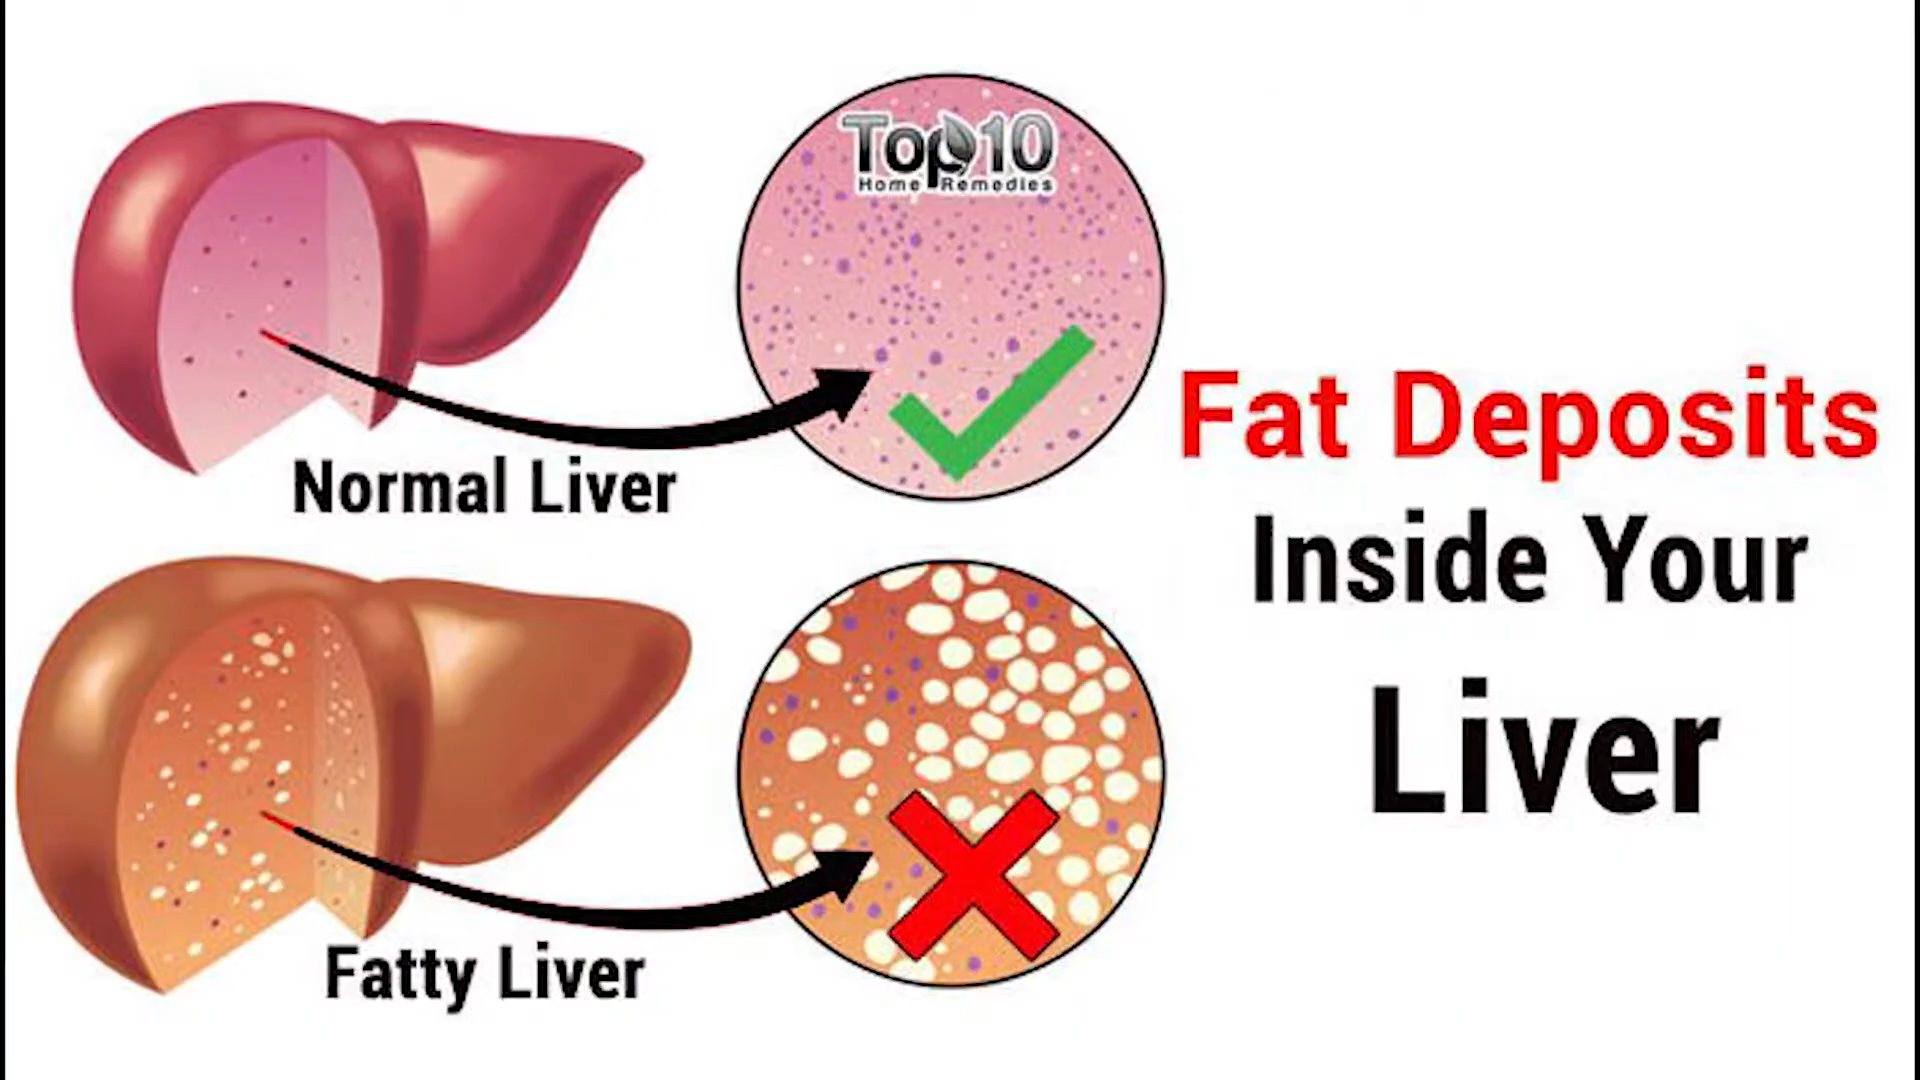 Top10
Home Remedies
Normal Liver
Fatty Liver
Fat Deposits
Inside Your
Liver